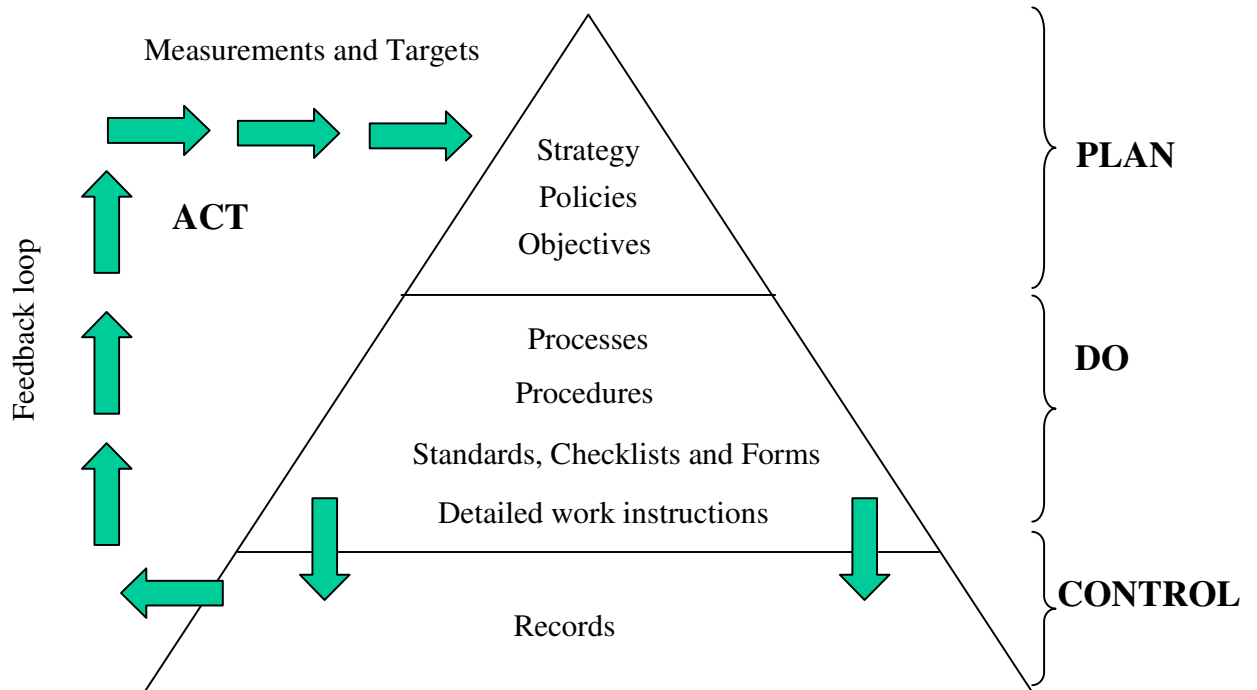 Measurements and Targets
Strategy
PLAN
Policies
ACT
Objectives
Feedback loop
Processes
DO
Procedures
Standards, Checklists and Forms
Detailed work instructions
CONTROL
Records